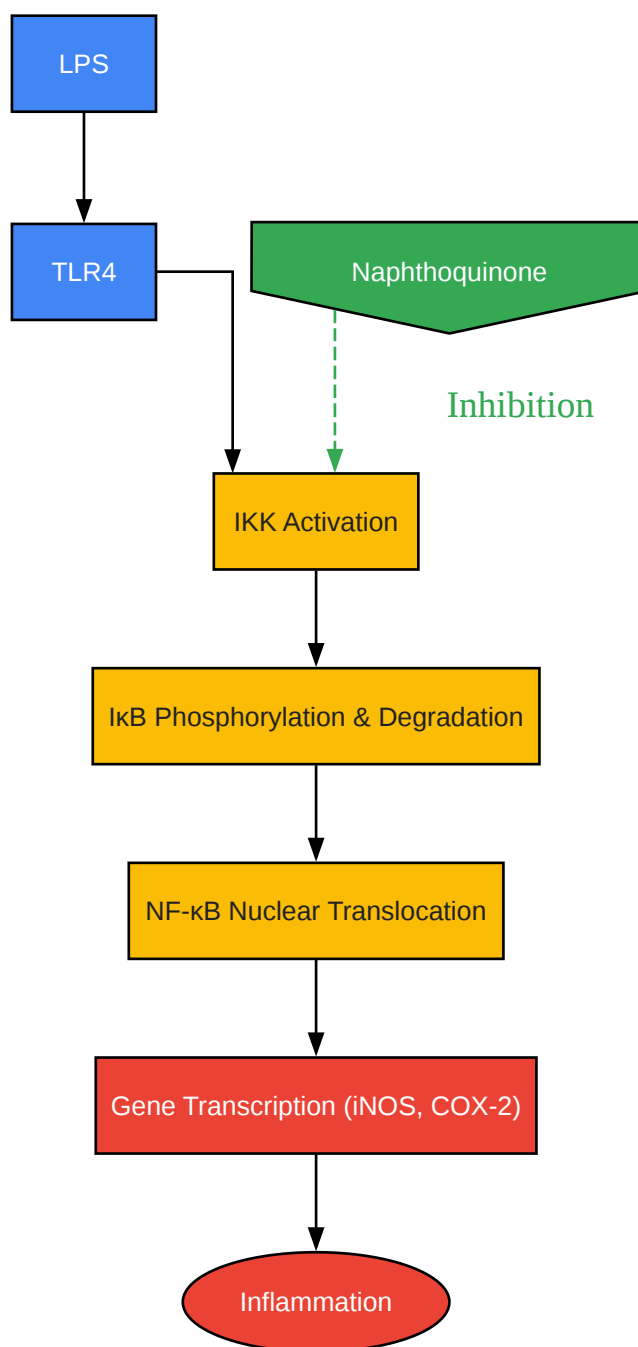 LPS
TLR4
Naphthoquinone
Inhibition
IKK Activation
IκB Phosphorylation & Degradation
NF-κB Nuclear Translocation
Gene Transcription (iNOS, COX-2)
Inflammation